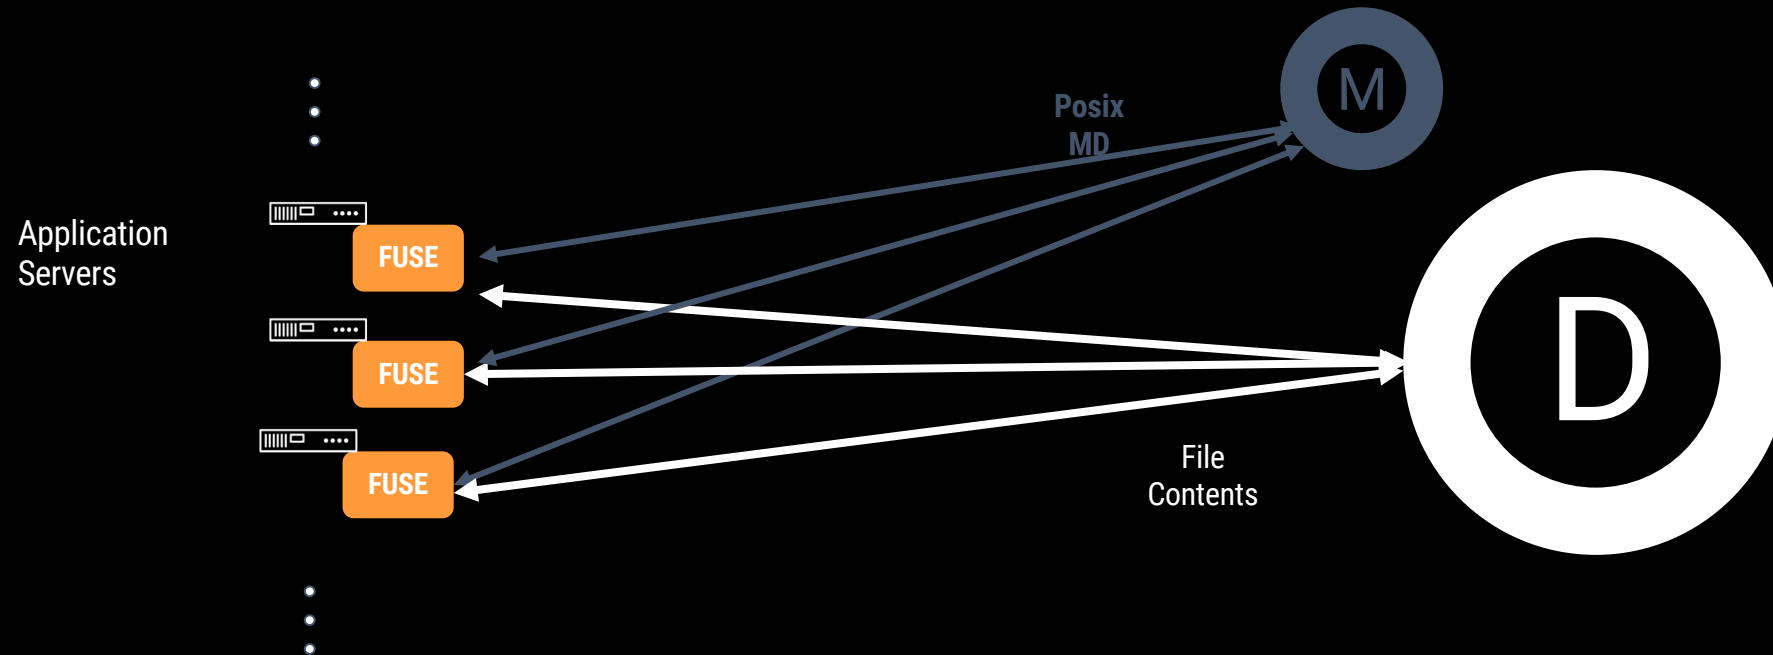 M
Posix
MD
Application
Servers
FUSE
FUSE
D
File
Contents
FUSE